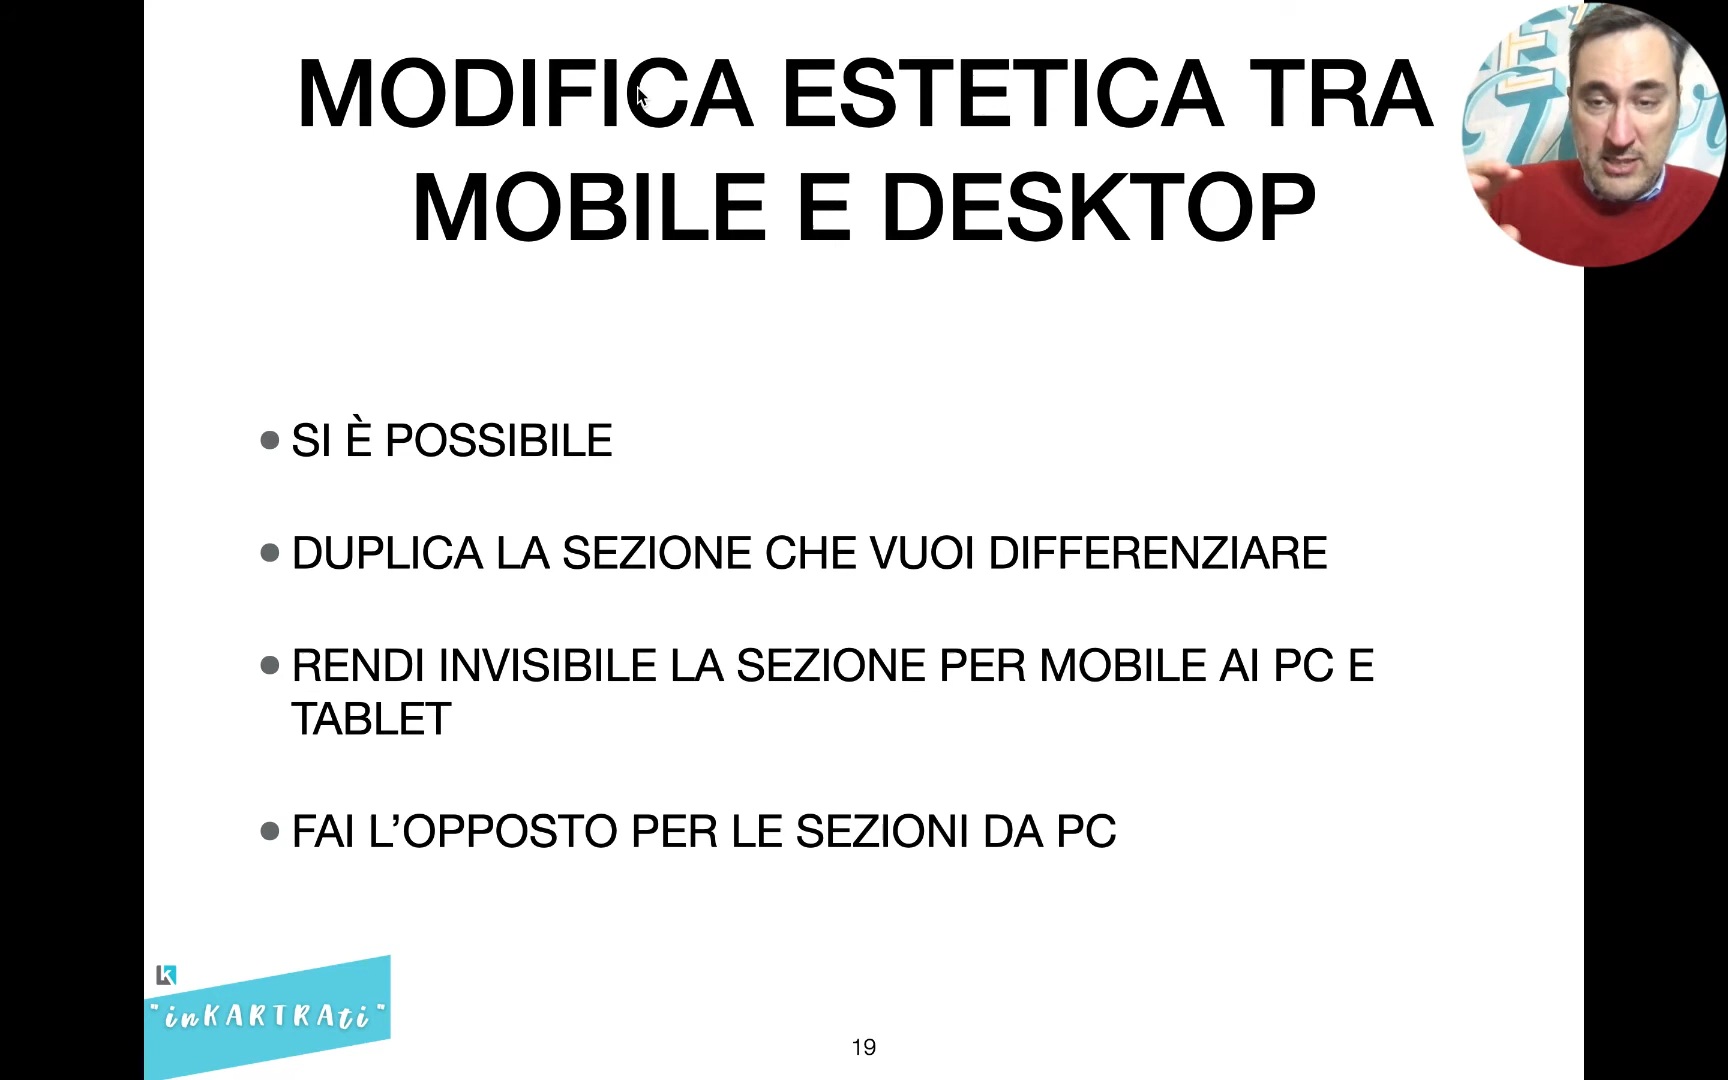 MODIFICA ESTETICA TRA
MOBILE E DESKTOP
SI È POSSIBILE
DUPLICA LA SEZIONE CHE VUOI DIFFERENZIARE
RENDI INVISIBILE LA SEZIONE PER MOBILE AI PC E
TABLET
FAI L’OPPOSTO PER LE SEZIONI DA PC
K
"inKARTRAti"
19